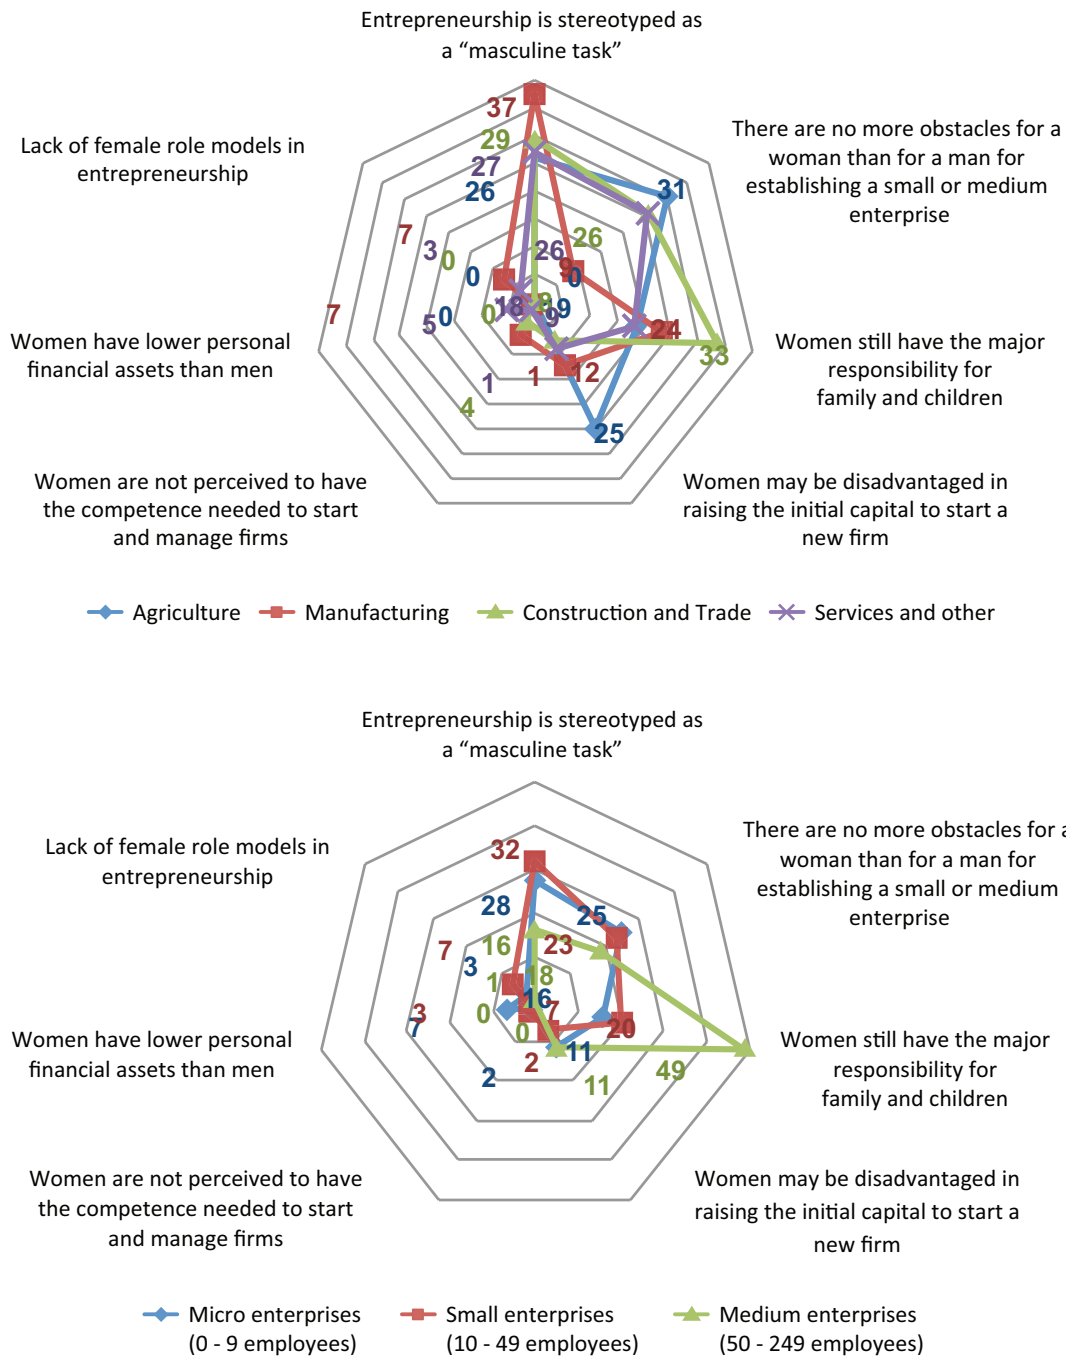 Entrepreneurship is stereotyped as
a “masculine task”
37
29
27
26
Lack of female role models in
entrepreneurship
There are no more obstacles for a
woman than for a man for
establishing a small or medium
enterprise
31
7
3
0
0
26
26
9
0
7
5
0
0
18
19
9
24
33
Women have lower personal
financial assets than men
Women still have the major
responsibility for
family and children
1
4
1
12
25
Women are not perceived to have
the competence needed to start
and manage firms
Women may be disadvantaged in
raising the initial capital to start a
new firm
Agriculture Manufacturing Construction and Trade Services and other
Entrepreneurship is stereotyped as
a “masculine task”
32
28
16
Lack of female role models in
entrepreneurship
There are no more obstacles for a
woman than for a man for
establishing a small or medium
enterprise
25
23
18
7
3
1
3
7
0
16
7
20
49
Women have lower personal
financial assets than men
Women still have the major
responsibility for
family and children
0
2
2
11
11
Women are not perceived to have
the competence needed to start
and manage firms
Women may be disadvantaged in
raising the initial capital to start a
new firm
Micro enterprises Small enterprises Medium enterprises
(0 - 9 employees) (10 - 49 employees) (50 - 249 employees)